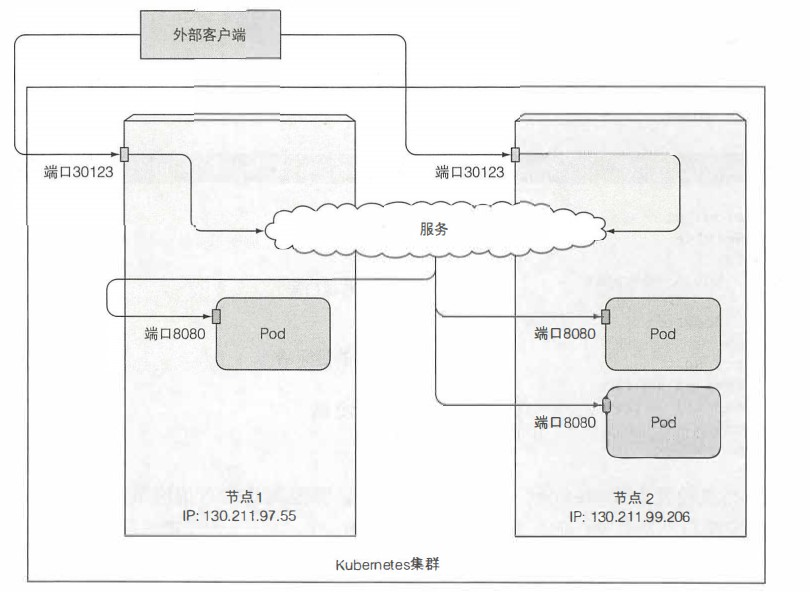 外部客户端
端口30123
端口30123
服务
端口8080
Pod
端口8080
Pod
端口8080
Pod
节点1
IP: 130.211.97.55
节点 2
IP: 130.211.99.206
Kubernetes集群